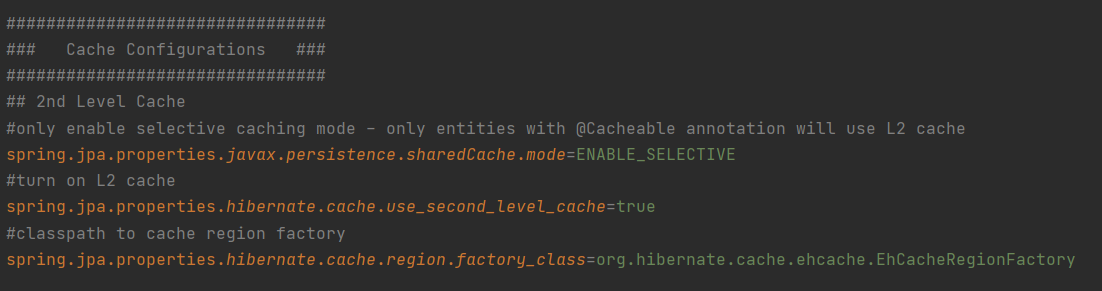 ################################
###   Cache Configurations   ###
################################
## 2nd Level Cache
#only enable selective caching mode – only entities with @Cacheable annotation will use L2 cache
spring.jpa.properties.javax.persistence.sharedCache.mode=ENABLE_SELECTIVE
#turn on L2 cache
spring.jpa.properties.hibernate.cache.use_second_level_cache=true
#classpath to cache region factory
spring.jpa.properties.hibernate.cache.region.factory_class=org.hibernate.cache.ehcache.EhCacheRegionFactory